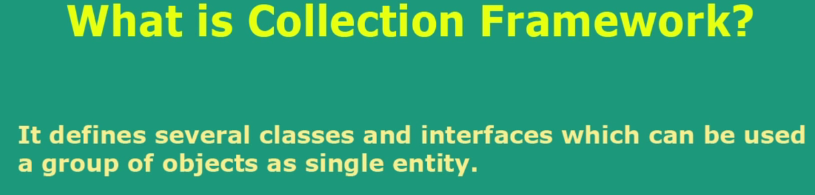 What is Collection Framework?
It defines several classes and interfaces which can be used
a group of objects as single entity.